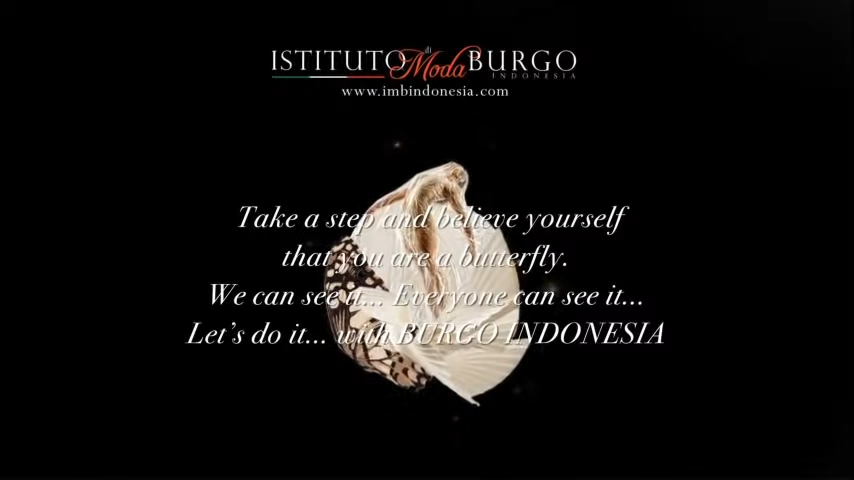 ISTITUTO di Moda BURGO
INDONESIA
www.imbindonesia.com
Take a step and believe yourself
that you are a butterfly.
We can see it... Everyone can see it...
Let's do it... with BURGO INDONESIA